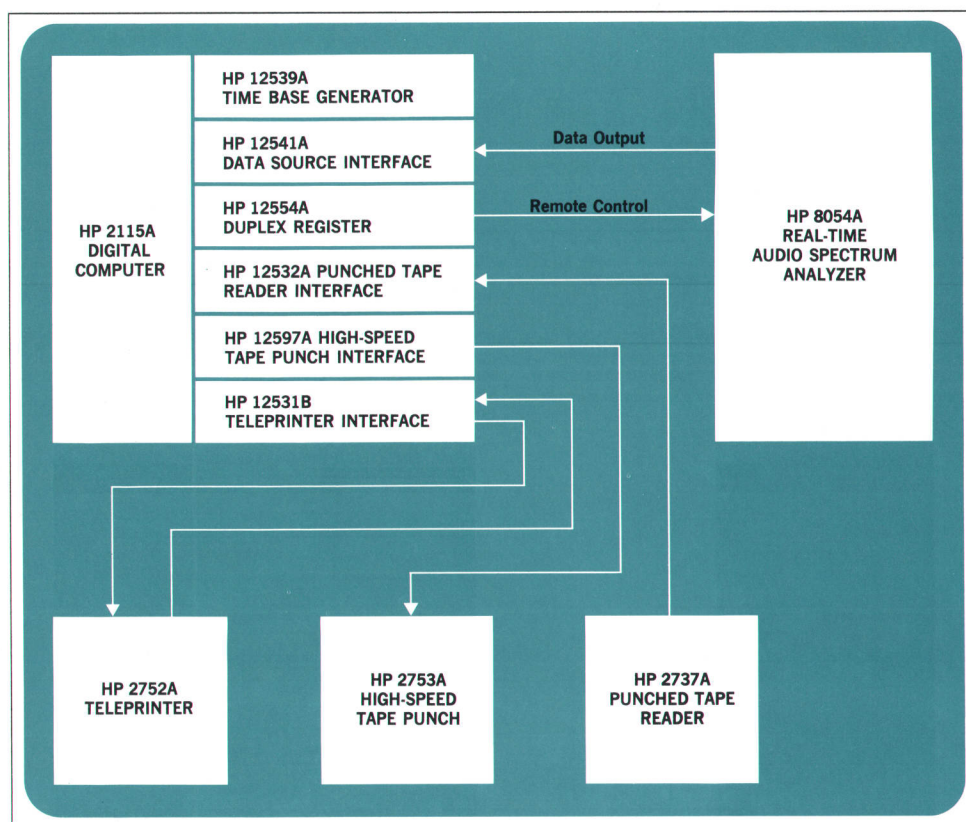 HP 2115A
DIGITAL
COMPUTER
HP 12539A
TIME BASE GENERATOR
HP 12541A
DATA SOURCE INTERFACE
HP 12554A
DUPLEX REGISTER
HP 12532A PUNCHED TAPE
READER INTERFACE
HP 12597A HIGH-SPEED
TAPE PUNCH INTERFACE
HP 12531B
TELEPRINTER INTERFACE
Data Output
Remote Control
HP 8054A
REAL-TIME
AUDIO SPECTRUM
ANALYZER
HP 2752A
TELEPRINTER
HP 2753A
HIGH-SPEED
TAPE PUNCH
HP 2737A
PUNCHED TAPE
READER